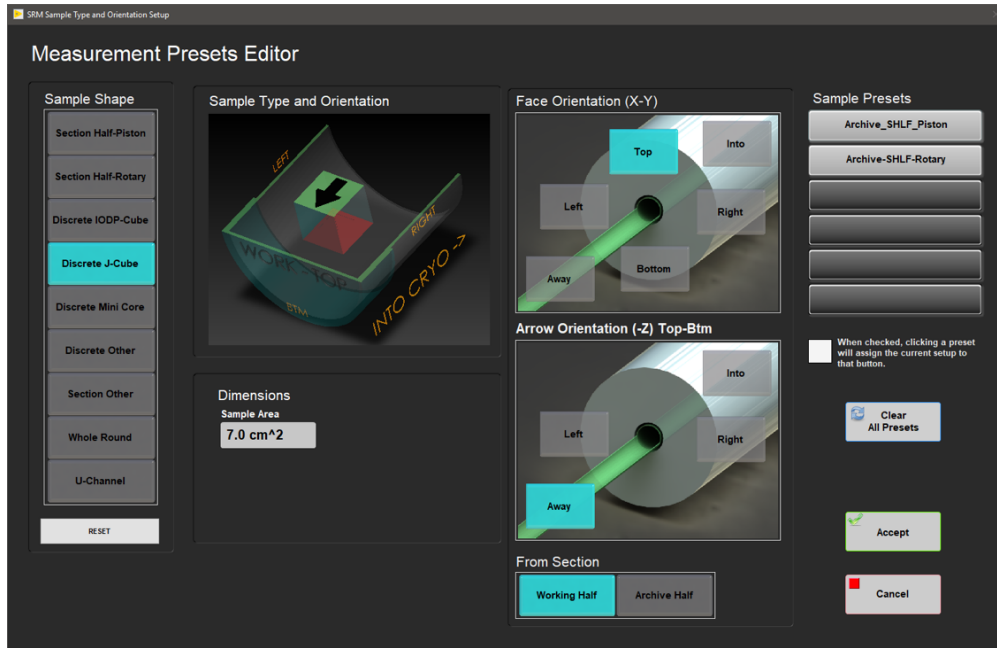 SRM Sample Type and Orientation Setup
Measurement Presets Editor
Sample Shape
Section Half-Piston
Section Half-Rotary
Discrete IODP-Cube
Discrete J-Cube
Discrete Mini Core
Discrete Other
Section Other
Whole Round
U-Channel
RESET
Sample Type and Orientation
LEFT
RIGHT
WORK-TOP
BTM
INTO CRYO ->
Dimensions
Sample Area
7.0 cm^2
Face Orientation (X-Y)
Top
Into
Left
Right
Away
Bottom
Arrow Orientation (-Z) Top-Btm
Into
Left
Right
Away
From Section
Working Half
Archive Half
Sample Presets
Archive_SHLF_Piston
Archive-SHLF-Rotary
When checked, clicking a preset
will assign the current setup to
that button.
Clear
All Presets
Accept
Cancel